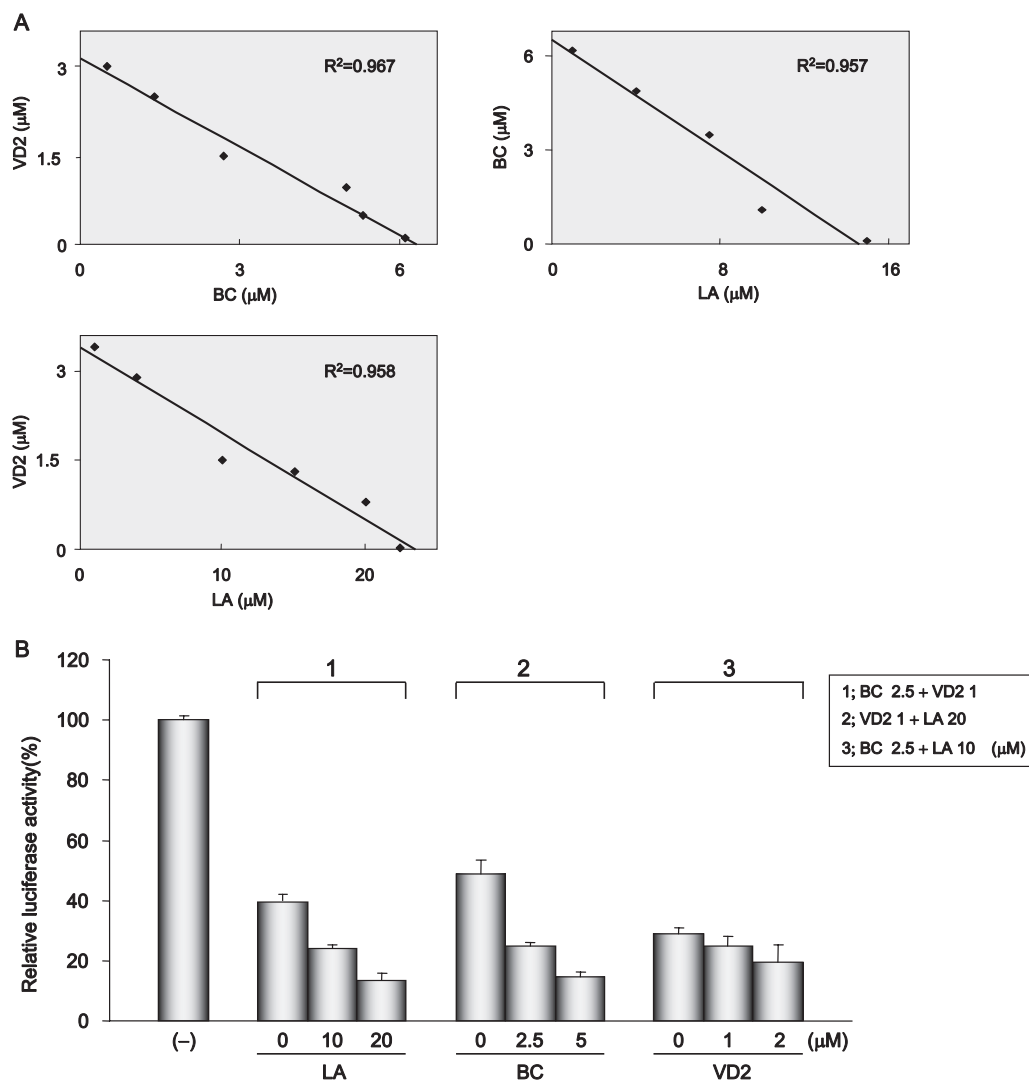 A
VD2 (μM)
3
1.5
0
R²=0.967
0 3 6
BC (μM)
BC (μM)
6
3
0
R²=0.957
0 8 16
LA (μM)
VD2 (μM)
3
1.5
0
R²=0.958
0 10 20
LA (μM)
B
Relative luciferase activity(%)
120
100
80
60
40
20
0
1 2 3
1; BC 2.5 + VD2 1
2; VD2 1 + LA 20
3; BC 2.5 + LA 10 (μM)
(–) 0 10 20 0 2.5 5 0 1 2 (μM)
LA BC VD2